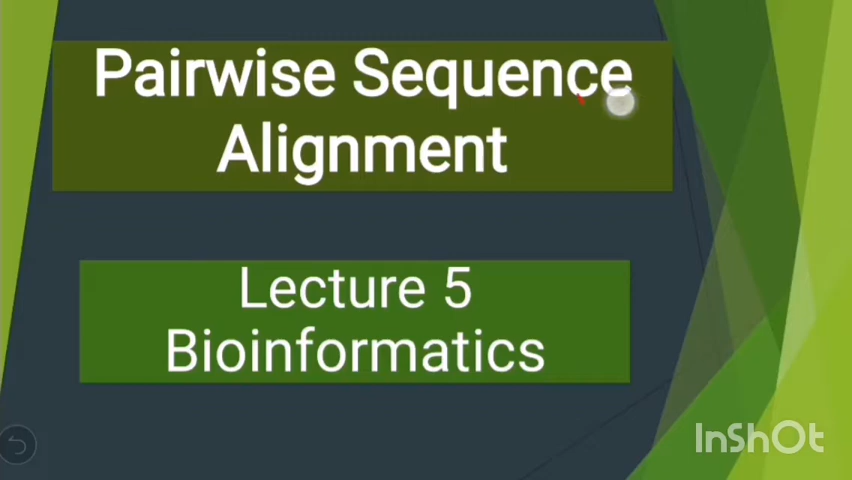 Pairwise Sequence
Alignment
Lecture 5
Bioinformatics
InShOt